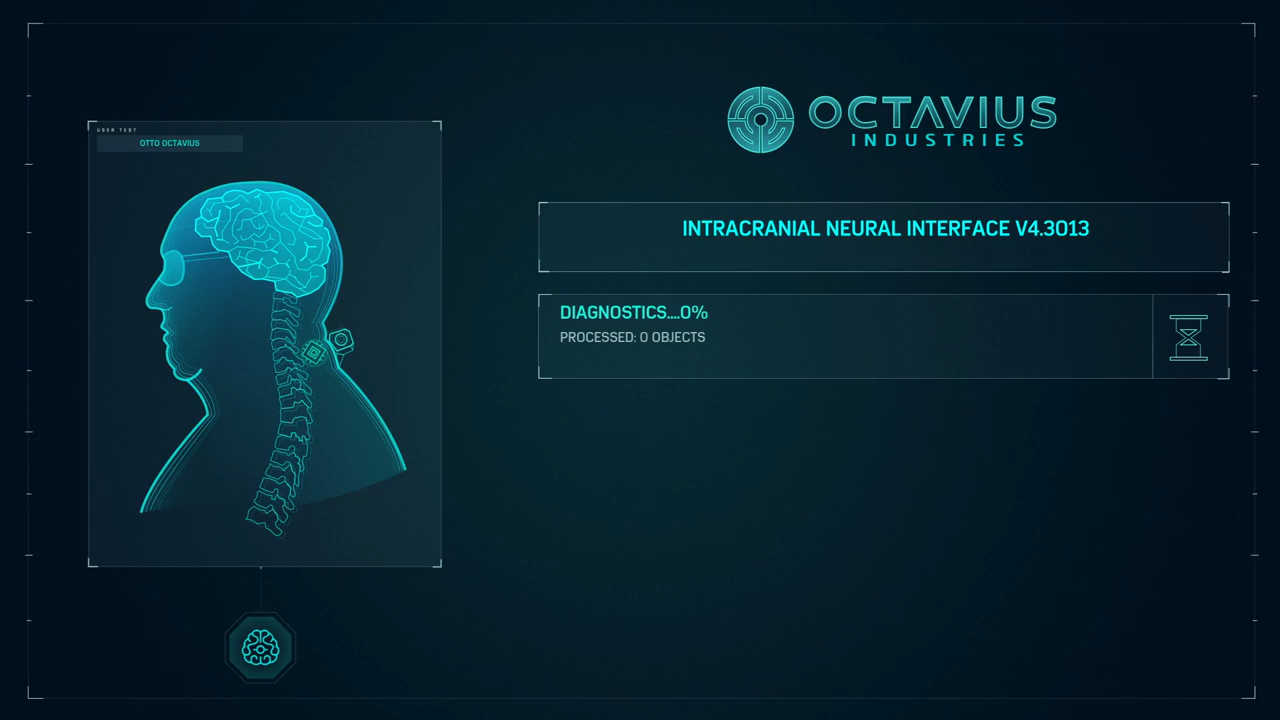 USER TEST
OTTO OCTAVIUS
OCTAVIUS
INDUSTRIES
INTRACRANIAL NEURAL INTERFACE V4.3013
DIAGNOSTICS....0%
PROCESSED: 0 OBJECTS